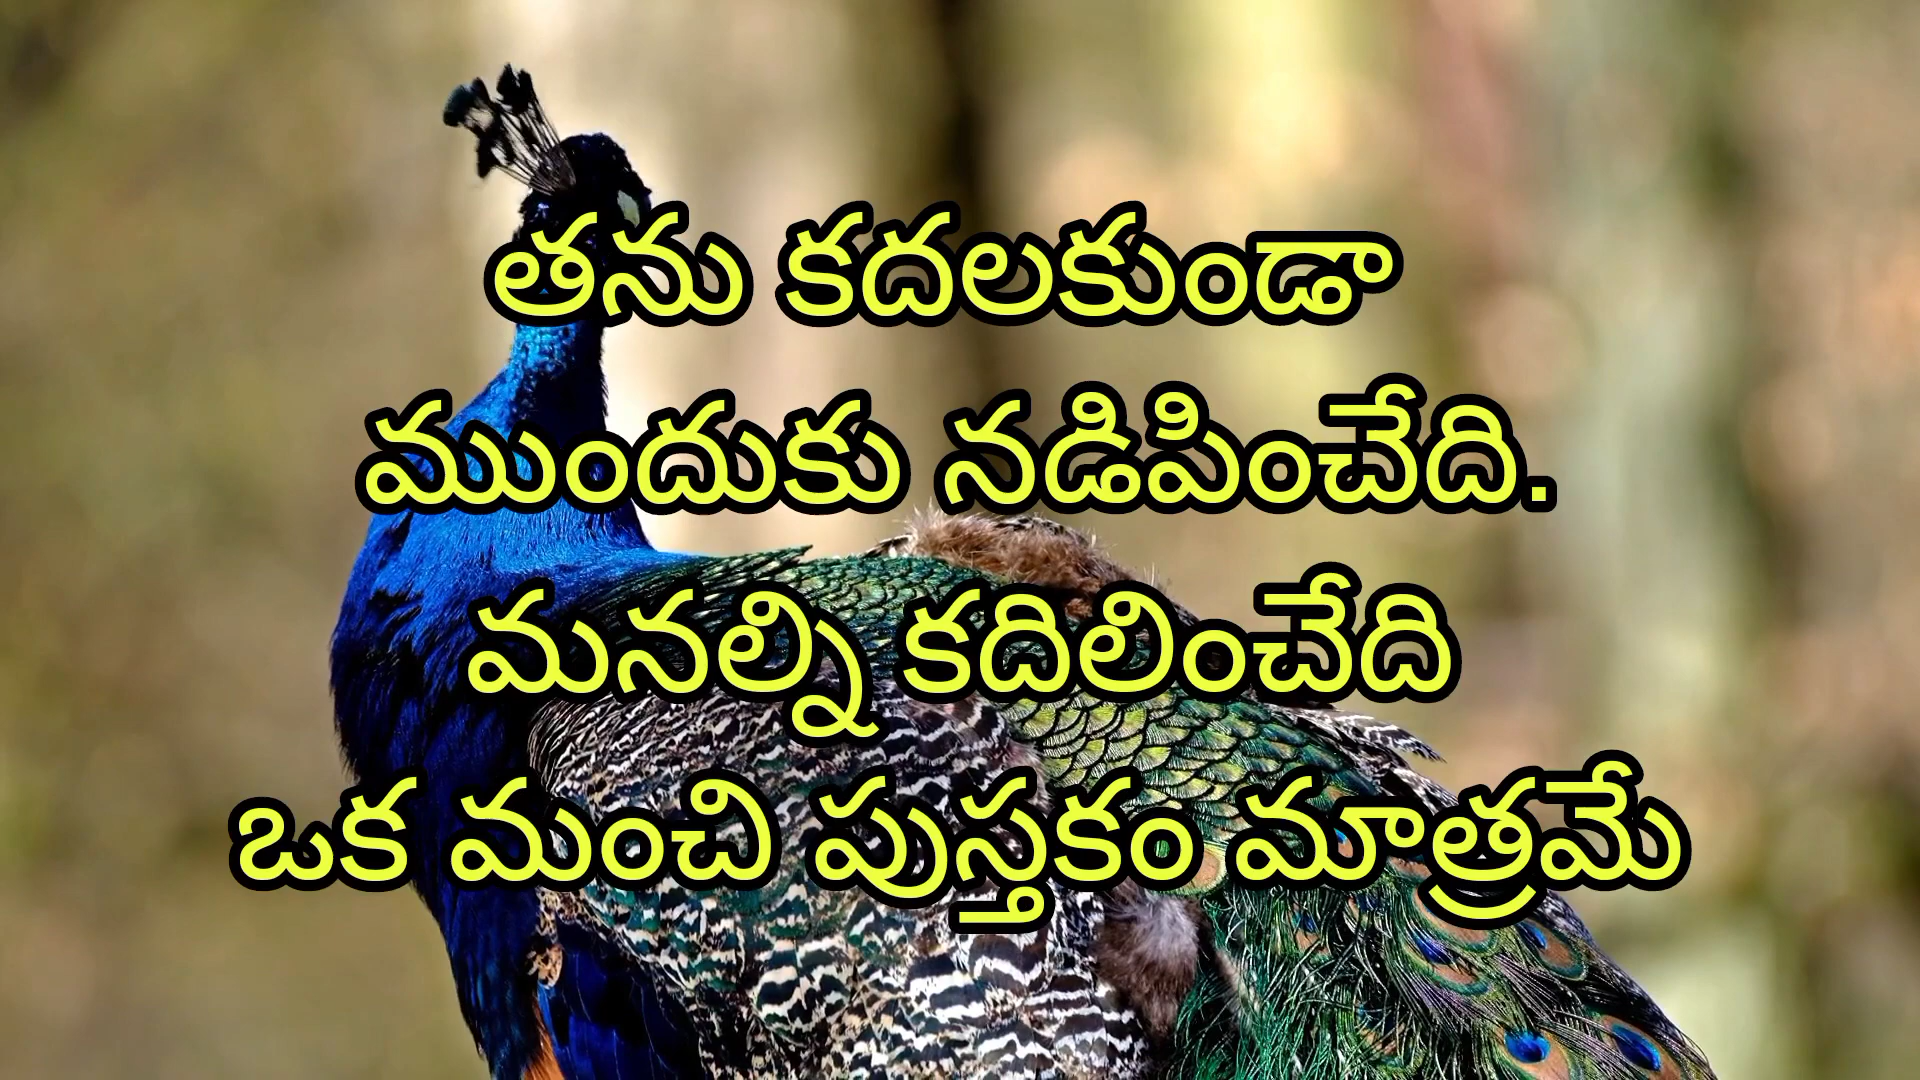 తను కదలకుండా
ముందుకు నడిపించేది.
మనల్ని కదిలించేది
ఒక మంచి పుస్తకం మాత్రమే